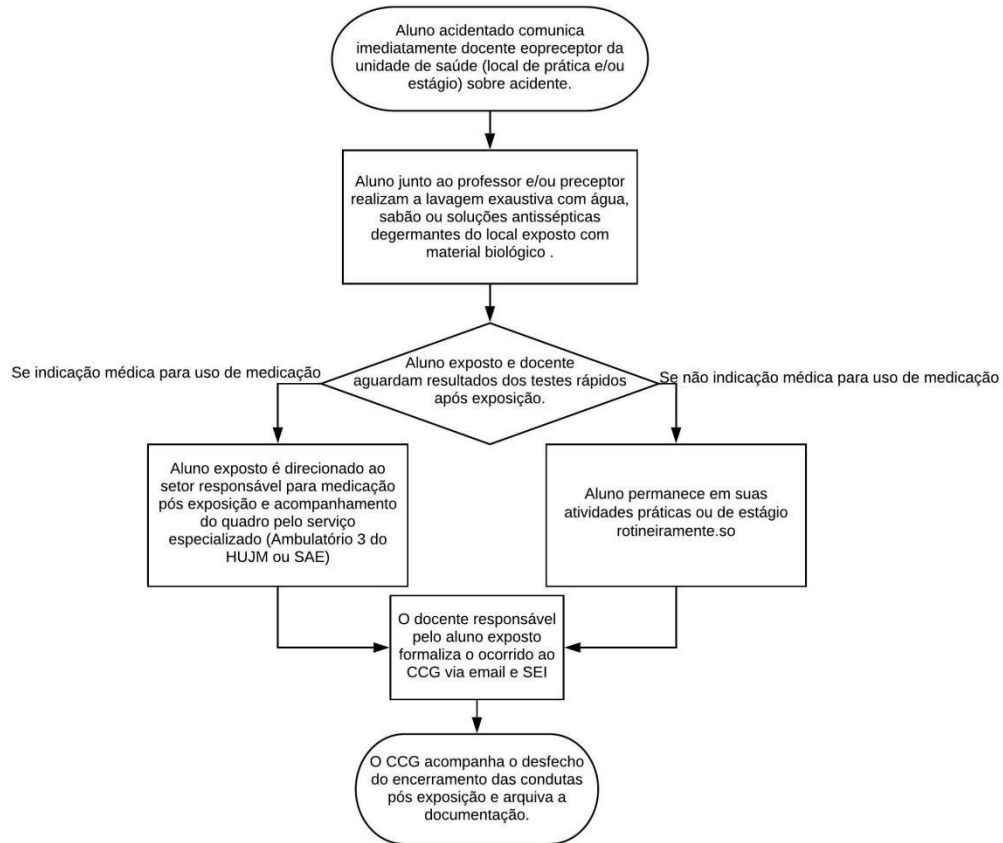 Aluno acidentado comunica
imediatamente docente eopreceptor da
unidade de saúde (local de prática e/ou
estágio) sobre acidente.
Aluno junto ao professor e/ou preceptor
realizam a lavagem exaustiva com água,
sabão ou soluções antissépticas
degermantes do local exposto com
material biológico .
Aluno exposto e docente
aguardam resultados dos testes rápidos
após exposição.
Se indicação médica para uso de medicação
Se não indicação médica para uso de medicação
Aluno exposto é direcionado ao
setor responsável para medicação
pós exposição e acompanhamento
do quadro pelo serviço
especializado (Ambulatório 3 do
HUJM ou SAE)
Aluno permanece em suas
atividades práticas ou de estágio
rotineiramente.so
O docente responsável
pelo aluno exposto
formaliza o ocorrido ao
CCG via email e SEI
O CCG acompanha o desfecho
do encerramento das condutas
pós exposição e arquiva a
documentação.